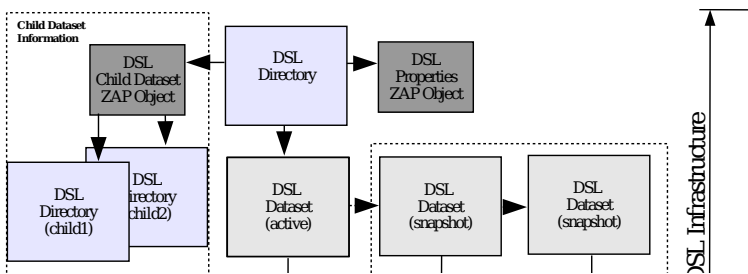 Child Dataset
Information
DSL
Child Dataset
ZAP Object
DSL
Directory
DSL
Properties
ZAP Object
DSL
Directory
(child1)
DSL
irectory
child2)
DSL
Dataset
(active)
DSL
Dataset
(snapshot)
DSL
Dataset
(snapshot)
DSL Infrastructure